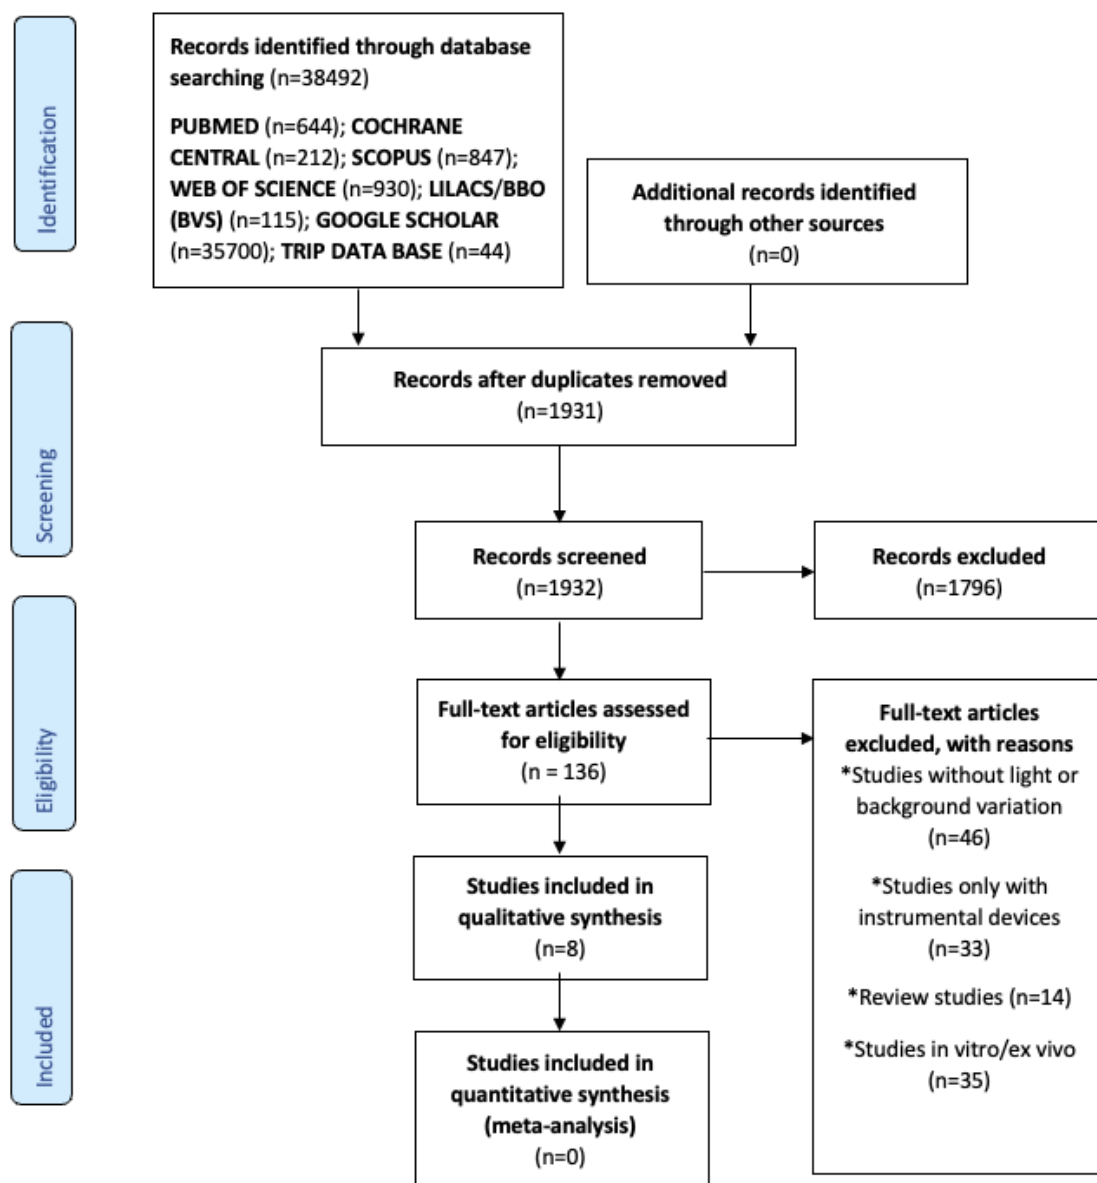 Identification
Records identified through database
searching (n=38492)
PUBMED (n=644); COCHRANE
CENTRAL (n=212); SCOPUS (n=847);
WEB OF SCIENCE (n=930); LILACS/BBO
(BVS) (n=115); GOOGLE SCHOLAR
(n=35700); TRIP DATA BASE (n=44)
Additional records identified
through other sources
(n=0)
Screening
Records after duplicates removed
(n=1931)
Records screened
(n=1932)
Records excluded
(n=1796)
Eligibility
Full-text articles assessed
for eligibility
(n = 136)
Full-text articles
excluded, with reasons
*Studies without light or
background variation
(n=46)
*Studies only with
instrumental devices
(n=33)
*Review studies (n=14)
*Studies in vitro/ex vivo
(n=35)
Included
Studies included in
qualitative synthesis
(n=8)
Studies included in
quantitative synthesis
(meta-analysis)
(n=0)